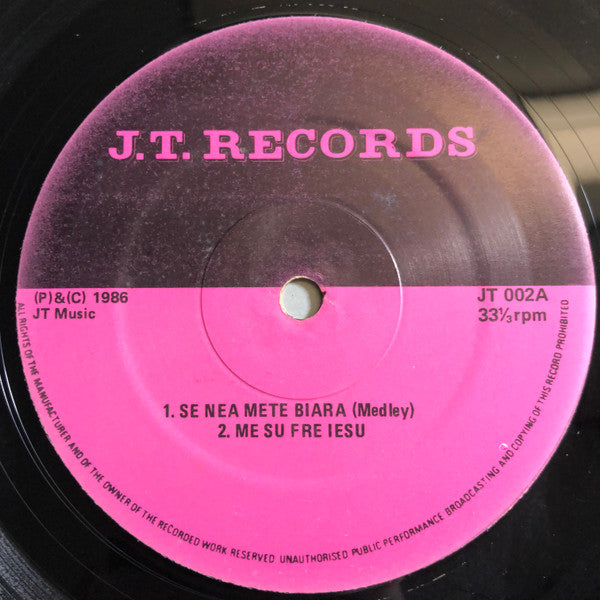 J.T. RECORDS
(P)&(C) 1986
JT Music
JT 002A
33⅓rpm
1. SE NEA METE BIARA (Medley)
2. ME SU FRE IESU
ALL RIGHTS OF THE MANUFACTURER AND OF THE OWNER OF THE RECORDED WORK RESERVED UNAUTHORISED PUBLIC PERFORMANCE BROADCASTING AND COPYING OF THIS RECORD PROHIBITED